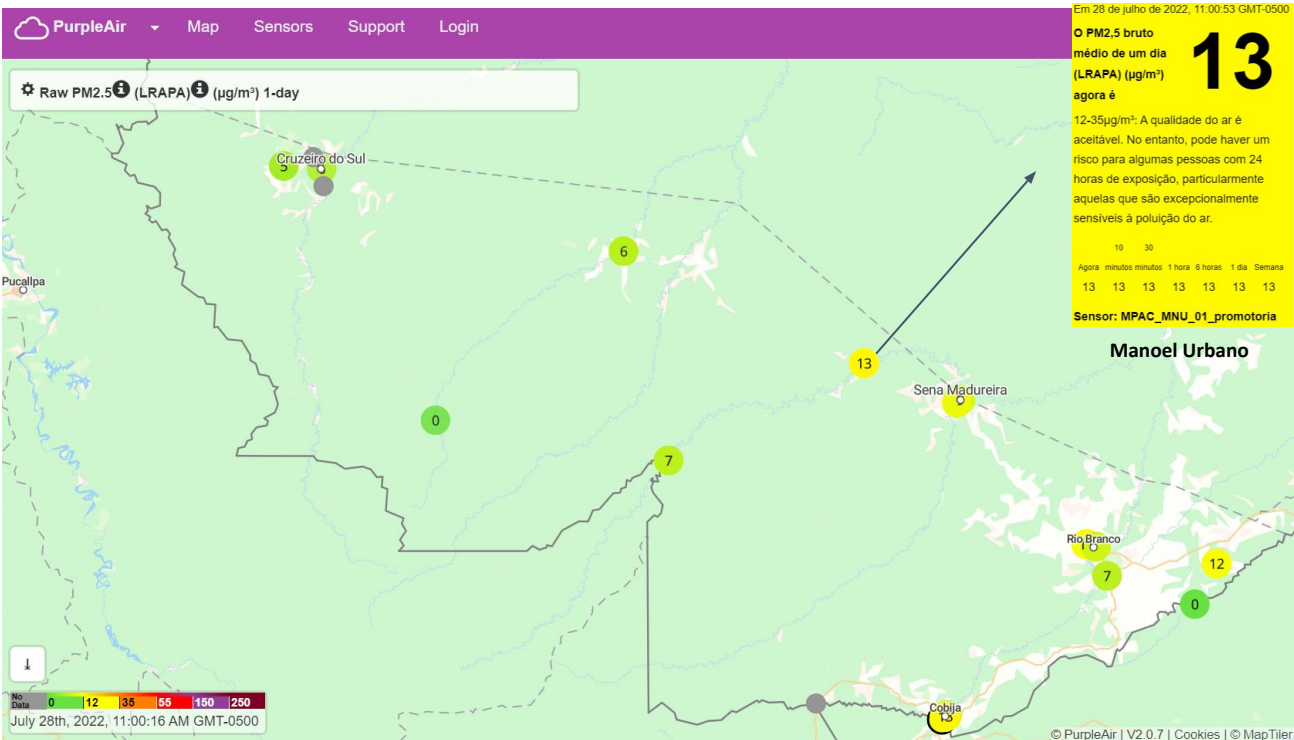 PurpleAir
Map
Sensors
Support
Login
Raw PM2.5 (LRAPA) (µg/m³) 1-day
Em 28 de julho de 2022, 11:00:53 GMT-0500
O PM2,5 bruto
médio de um dia
(LRAPA) (µg/m³)
agora é
13
12-35µg/m³: A qualidade do ar é
aceitável. No entanto, pode haver um
risco para algumas pessoas com 24
horas de exposição, particularmente
aquelas que são excepcionalmente
sensíveis à poluição do ar.
10 30
Agora minutos minutos 1 hora 6 horas 1 dia Semana
13 13 13 13 13 13 13
Sensor: MPAC_MNU_01_promotoria
Manoel Urbano
Cruzeiro do Sul
5
6
Pucallpa
13
Sena Madureira
0
7
Rio Branco
12
7
0
Cobija
No Data 0 12 35 55 150 250
July 28th, 2022, 11:00:16 AM GMT-0500
© PurpleAir | V2.0.7 | Cookies | © MapTiler